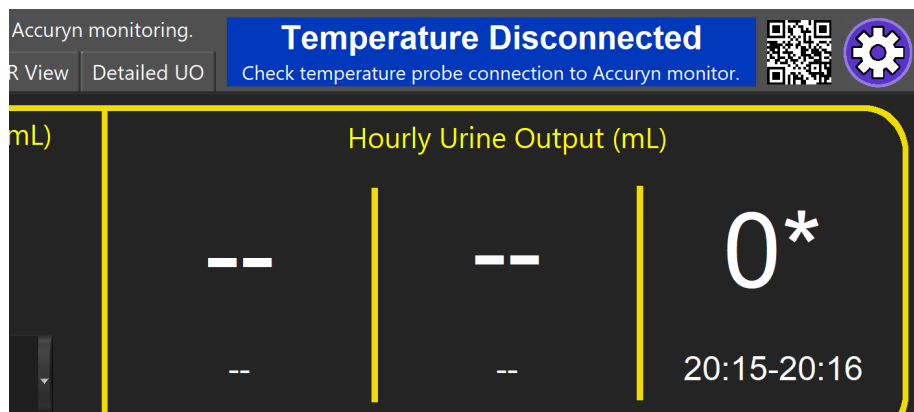 Accuryn monitoring.
Temperature Disconnected
R View
Detailed UO
Check temperature probe connection to Accuryn monitor.
mL)
Hourly Urine Output (mL)
--
--
0*
--
--
20:15-20:16